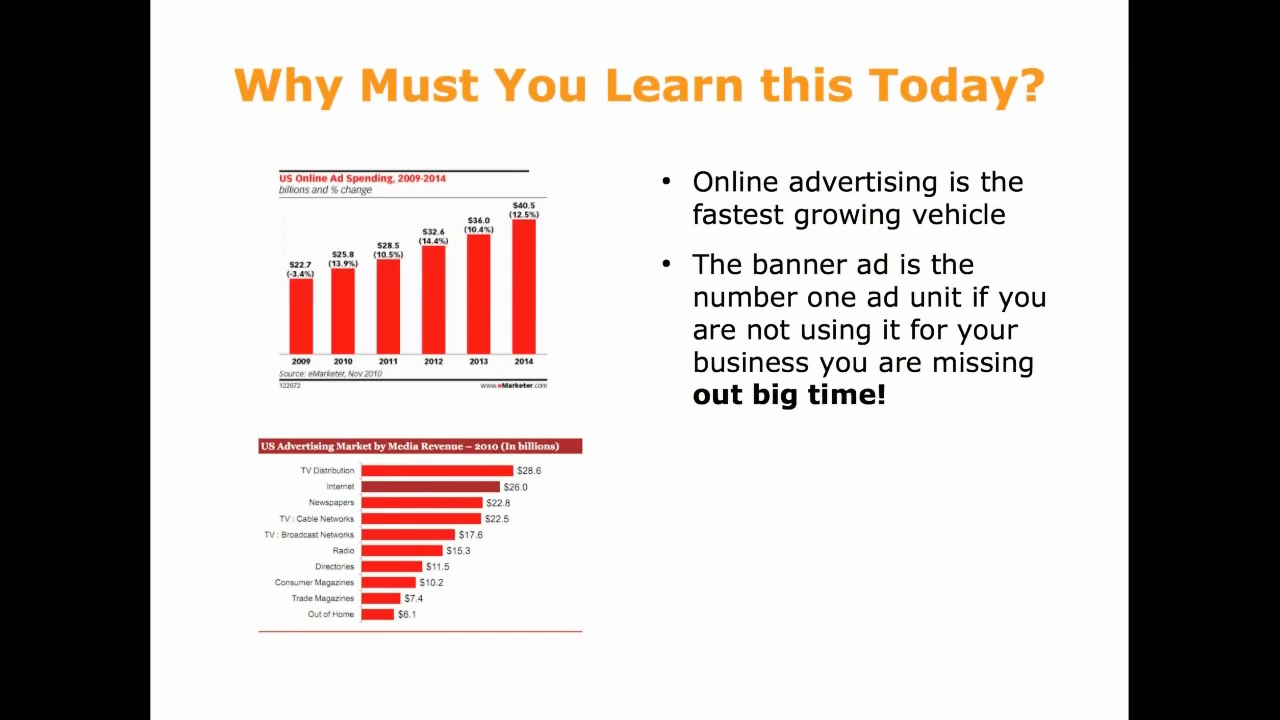 Why Must You Learn this Today?
US Online Ad Spending, 2009-2014
billions and % change
$22.7
(-3.4%)
$25.8
(13.9%)
$28.5
(10.5%)
$32.6
(14.4%)
$36.0
(10.4%)
$40.5
(12.5%)
2009 2010 2011 2012 2013 2014
Source: eMarketer, Nov 2010
122072 www.eMarketer.com
US Advertising Market by Media Revenue – 2010 (In billions)
TV Distribution $28.6
Internet $26.0
Newspapers $22.8
TV : Cable Networks $22.5
TV : Broadcast Networks $17.6
Radio $15.3
Directories $11.5
Consumer Magazines $10.2
Trade Magazines $7.4
Out of Home $6.1
• Online advertising is the
fastest growing vehicle
• The banner ad is the
number one ad unit if you
are not using it for your
business you are missing
out big time!